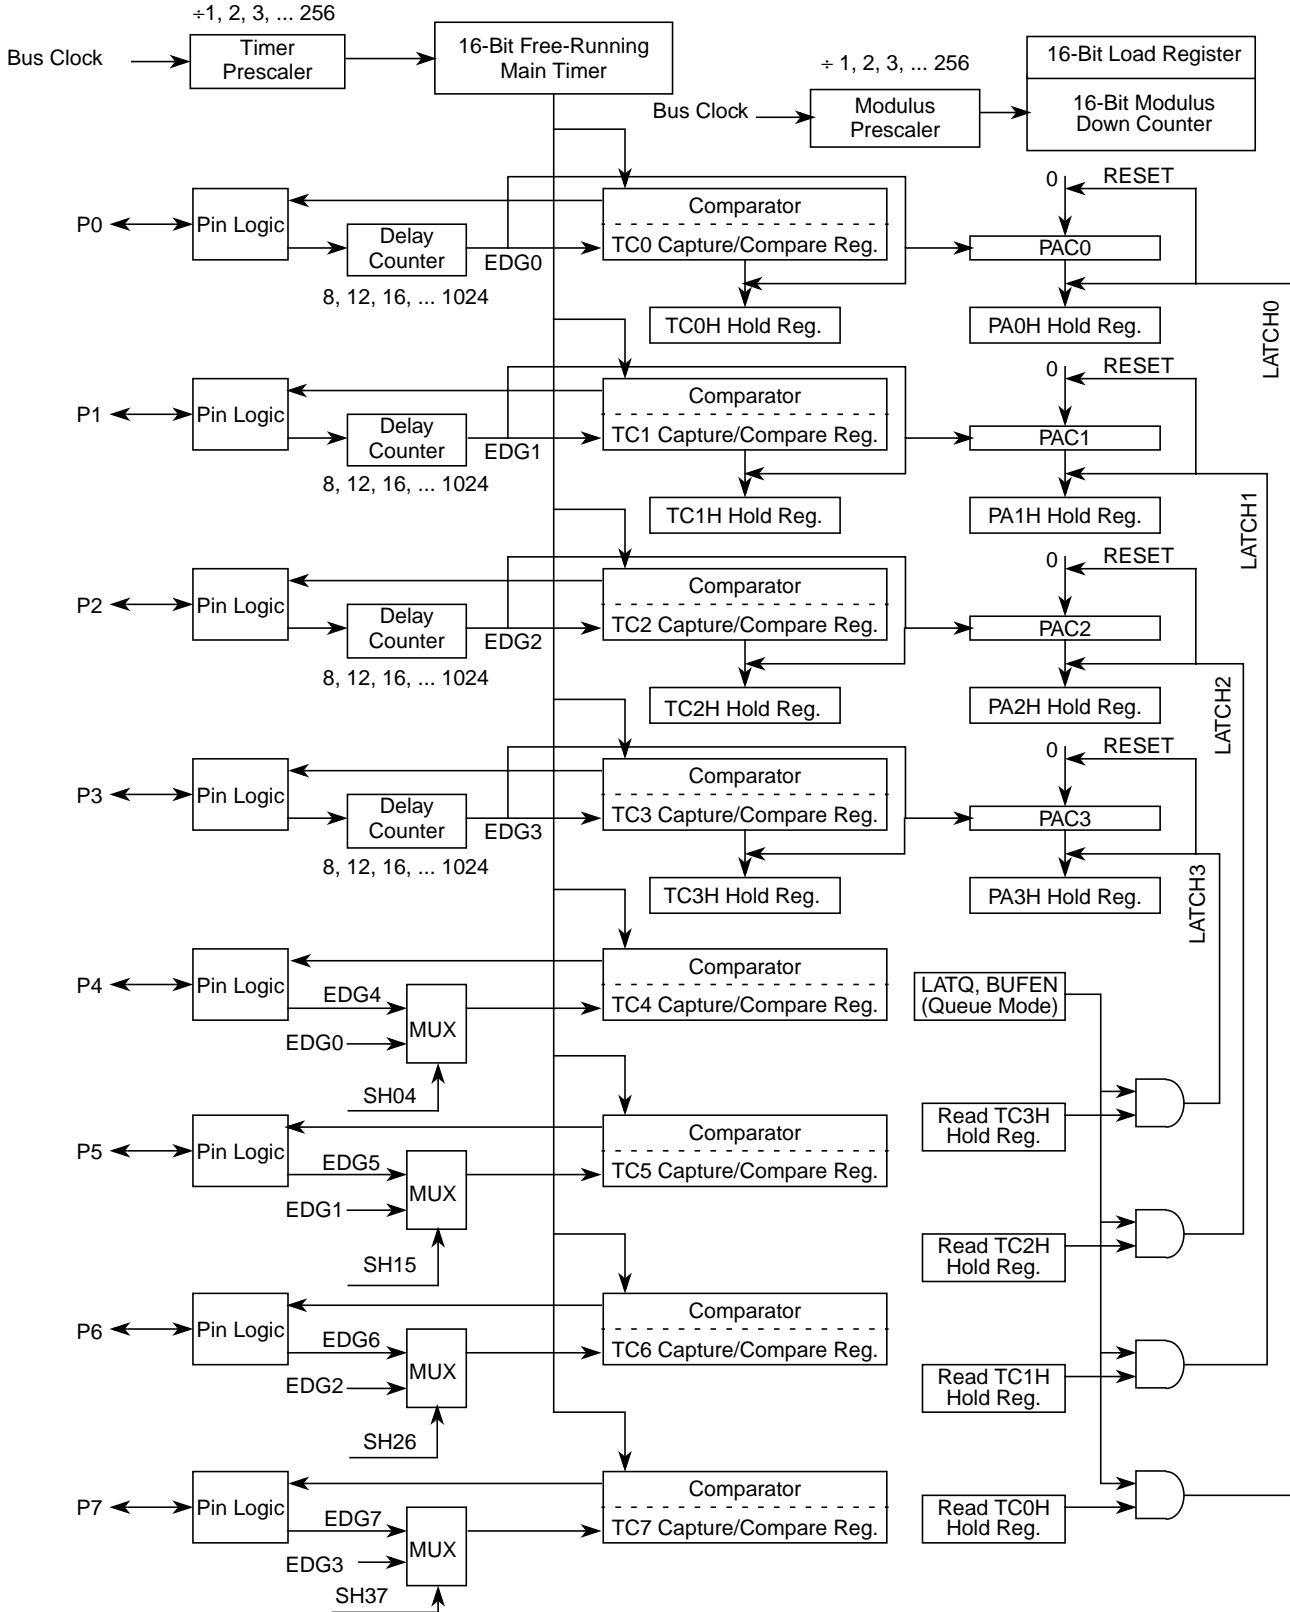 ÷1, 2, 3, ... 256
Bus Clock
Timer
Prescaler
16-Bit Free-Running
Main Timer
÷ 1, 2, 3, ... 256
Bus Clock
Modulus
Prescaler
16-Bit Load Register
16-Bit Modulus
Down Counter
P0
Pin Logic
Delay
Counter
8, 12, 16, ... 1024
EDG0
Comparator
TC0 Capture/Compare Reg.
TC0H Hold Reg.
0
RESET
PAC0
PA0H Hold Reg.
LATCH0
P1
Pin Logic
Delay
Counter
8, 12, 16, ... 1024
EDG1
Comparator
TC1 Capture/Compare Reg.
TC1H Hold Reg.
0
RESET
PAC1
PA1H Hold Reg.
LATCH1
P2
Pin Logic
Delay
Counter
8, 12, 16, ... 1024
EDG2
Comparator
TC2 Capture/Compare Reg.
TC2H Hold Reg.
0
RESET
PAC2
PA2H Hold Reg.
LATCH2
P3
Pin Logic
Delay
Counter
8, 12, 16, ... 1024
EDG3
Comparator
TC3 Capture/Compare Reg.
TC3H Hold Reg.
0
RESET
PAC3
PA3H Hold Reg.
LATCH3
P4
Pin Logic
EDG4
EDG0
MUX
SH04
Comparator
TC4 Capture/Compare Reg.
LATQ, BUFEN
(Queue Mode)
P5
Pin Logic
EDG5
EDG1
MUX
SH15
Comparator
TC5 Capture/Compare Reg.
Read TC3H
Hold Reg.
Read TC2H
Hold Reg.
P6
Pin Logic
EDG6
EDG2
MUX
SH26
Comparator
TC6 Capture/Compare Reg.
Read TC1H
Hold Reg.
P7
Pin Logic
EDG7
EDG3
MUX
SH37
Comparator
TC7 Capture/Compare Reg.
Read TC0H
Hold Reg.